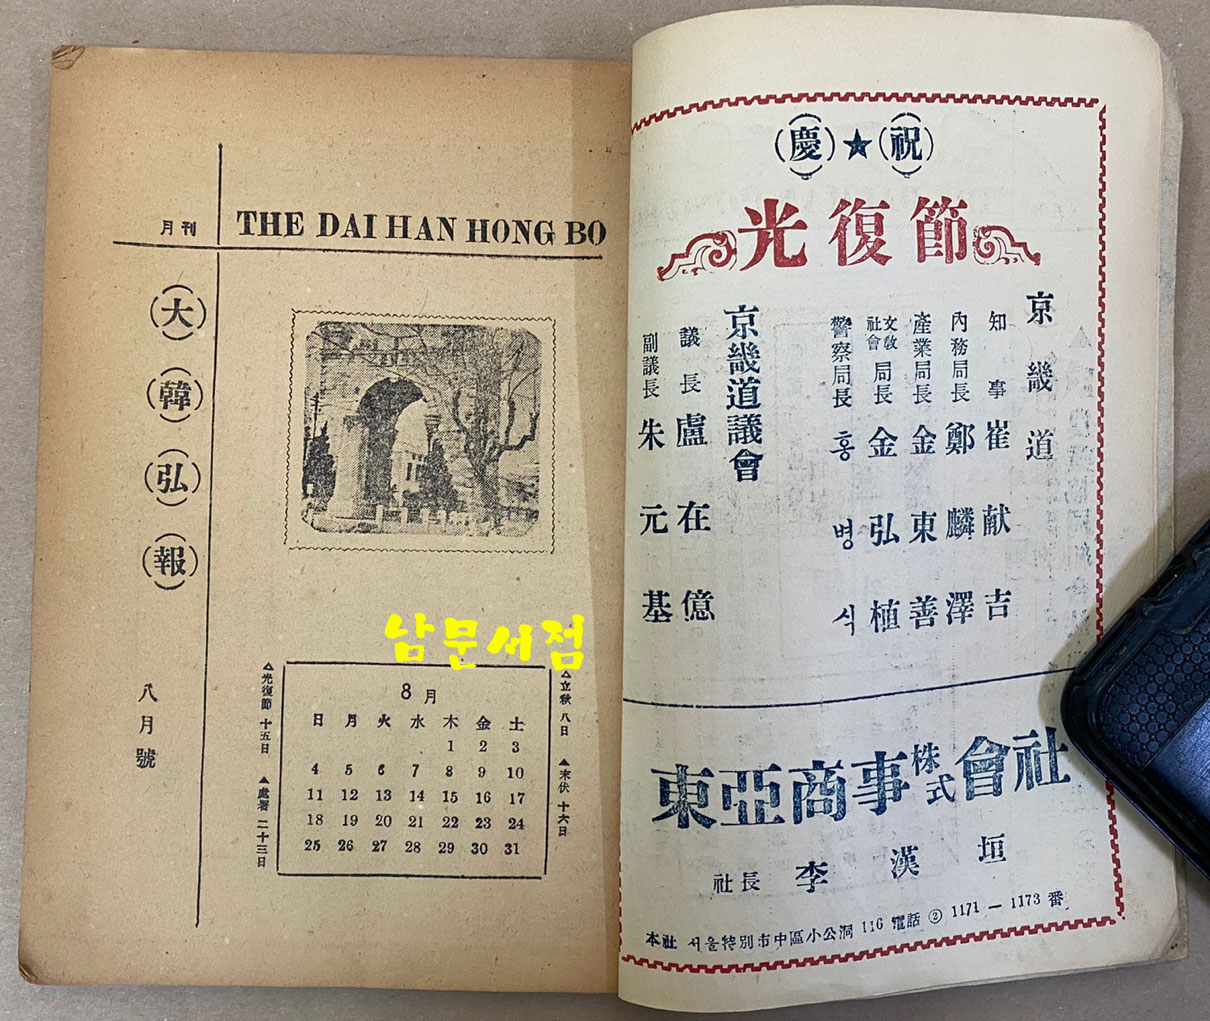 月刊
THE DAI HAN HONG BO
大韓弘報
八月號
남문서점
8月
日 月 火 水 木 金 土
1 2 3
4 5 6 7 8 9 10
11 12 13 14 15 16 17
18 19 20 21 22 23 24
25 26 27 28 29 30 31
△立秋 八日 ▲末伏 十六日
△光復節 十五日 ▲處署 二十三日
慶★祝
光復節
京畿道
知事 崔献吉
內務局長 鄭麟澤
產業局長 金東善
文敎社會局長 金弘植
警察局長 홍병식
京畿道議會
議長 盧在億
副議長 朱元基
東亞商事株式會社
社長 李漢垣
本社 서울特別市中區小公洞 116 電話 ② 1171 — 1173 番